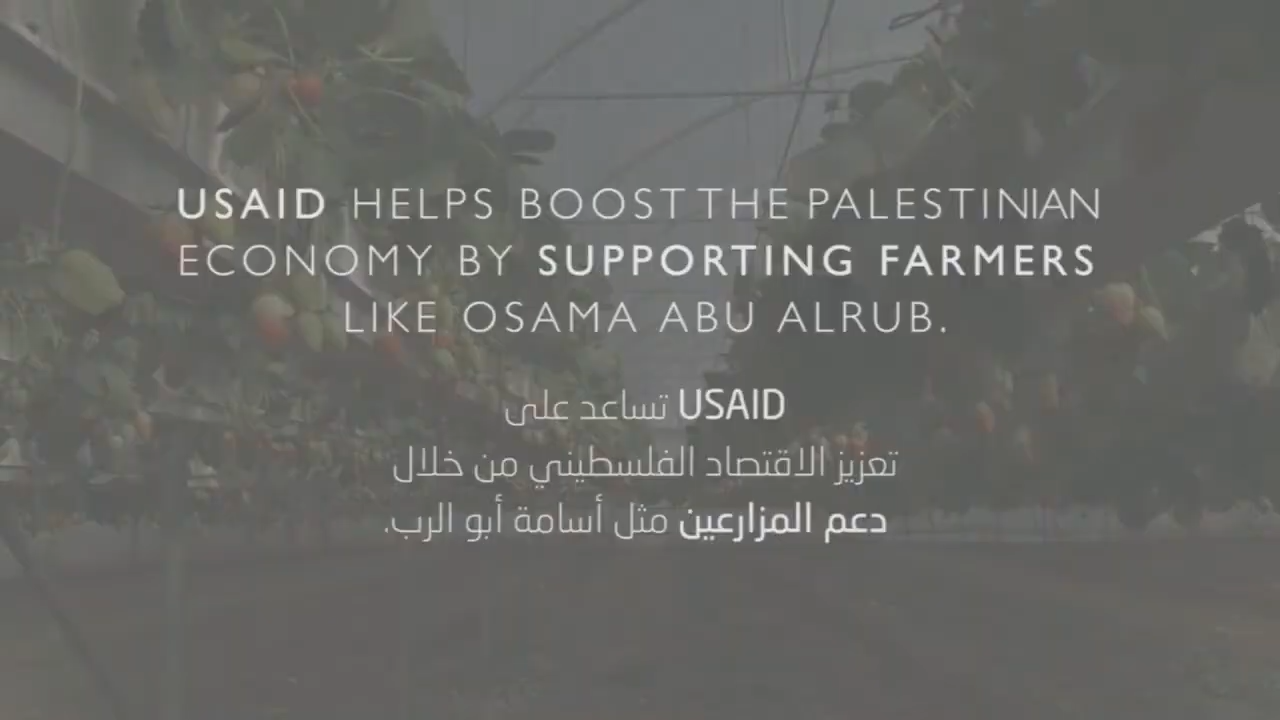 USAID HELPS BOOST THE PALESTINIAN
ECONOMY BY SUPPORTING FARMERS
LIKE OSAMA ABU ALRUB.
USAID تساعد على
تعزيز الاقتصاد الفلسطيني من خلال
دعم المزارعين مثل أسامة أبو الرب.